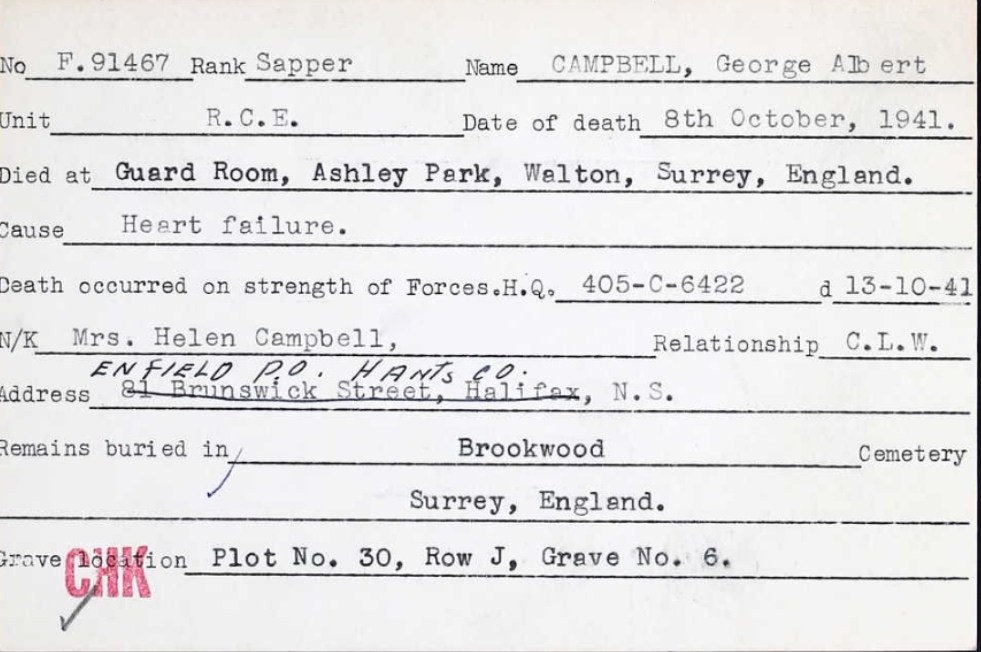 No F.91467 Rank Sapper Name CAMPBELL, George Albert
Unit R.C.E. Date of death 8th October, 1941.
Died at Guard Room, Ashley Park, Walton, Surrey, England.
Cause Heart failure.
Death occurred on strength of Forces.H.Q. 405-C-6422 d 13-10-41
N/K Mrs. Helen Campbell, Relationship C.L.W.
ENFIELD P.O. HANTS CO.
Address 81 Brunswick Street, Halifax, N.S.
Remains buried in Brookwood Cemetery
Surrey, England.
Grave location Plot No. 30, Row J, Grave No. 6.
CHK